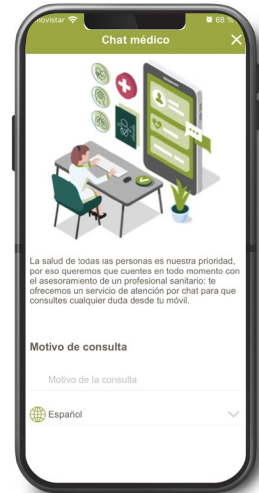 movistar 68 %
Chat médico
La salud de todas las personas es nuestra prioridad,
por eso queremos que cuentes en todo momento con
el asesoramiento de un profesional sanitario: te
ofrecemos un servicio de atención por chat para que
consultes cualquier duda desde tu móvil.
Motivo de consulta
Motivo de la consulta
Español